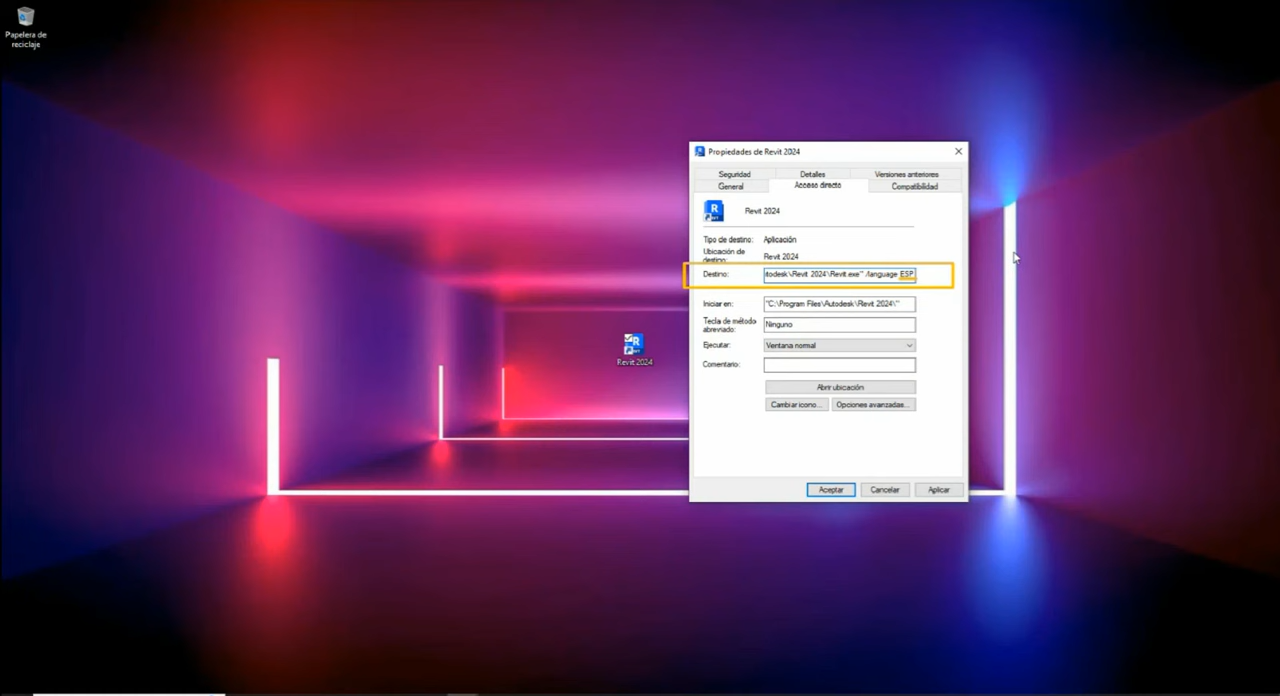 Papelera de
reciclaje
Revit 2024
Propiedades de Revit 2024
Seguridad
Detalles
Versiones anteriores
General
Acceso directo
Compatibilidad
Revit 2024
Tipo de destino:
Aplicación
Ubicación de
destino:
Revit 2024
Destino:
itodesk\Revit 2024\Revit.exe" /language ESP
Iniciar en:
"C:\Program Files\Autodesk\Revit 2024\"
Tecla de método
abreviado:
Ninguno
Ejecutar:
Ventana normal
Comentario:
Abrir ubicación
Cambiar icono...
Opciones avanzadas...
Aceptar
Cancelar
Aplicar